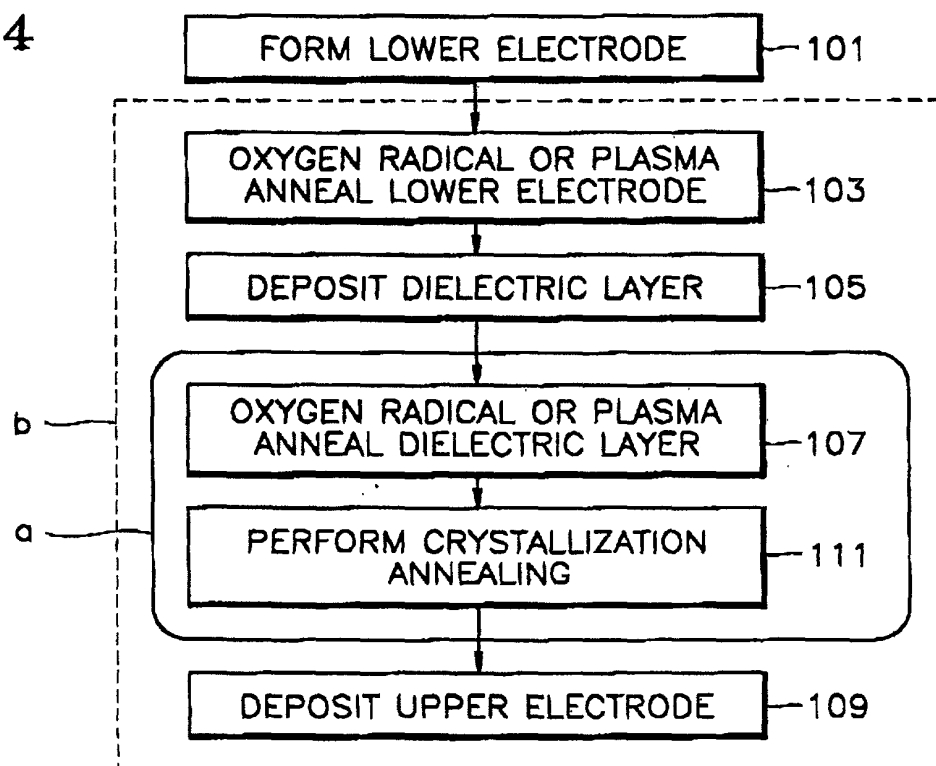 4
FORM LOWER ELECTRODE
101
OXYGEN RADICAL OR PLASMA
ANNEAL LOWER ELECTRODE
103
DEPOSIT DIELECTRIC LAYER
105
b
OXYGEN RADICAL OR PLASMA
ANNEAL DIELECTRIC LAYER
107
a
PERFORM CRYSTALLIZATION
ANNEALING
111
DEPOSIT UPPER ELECTRODE
109